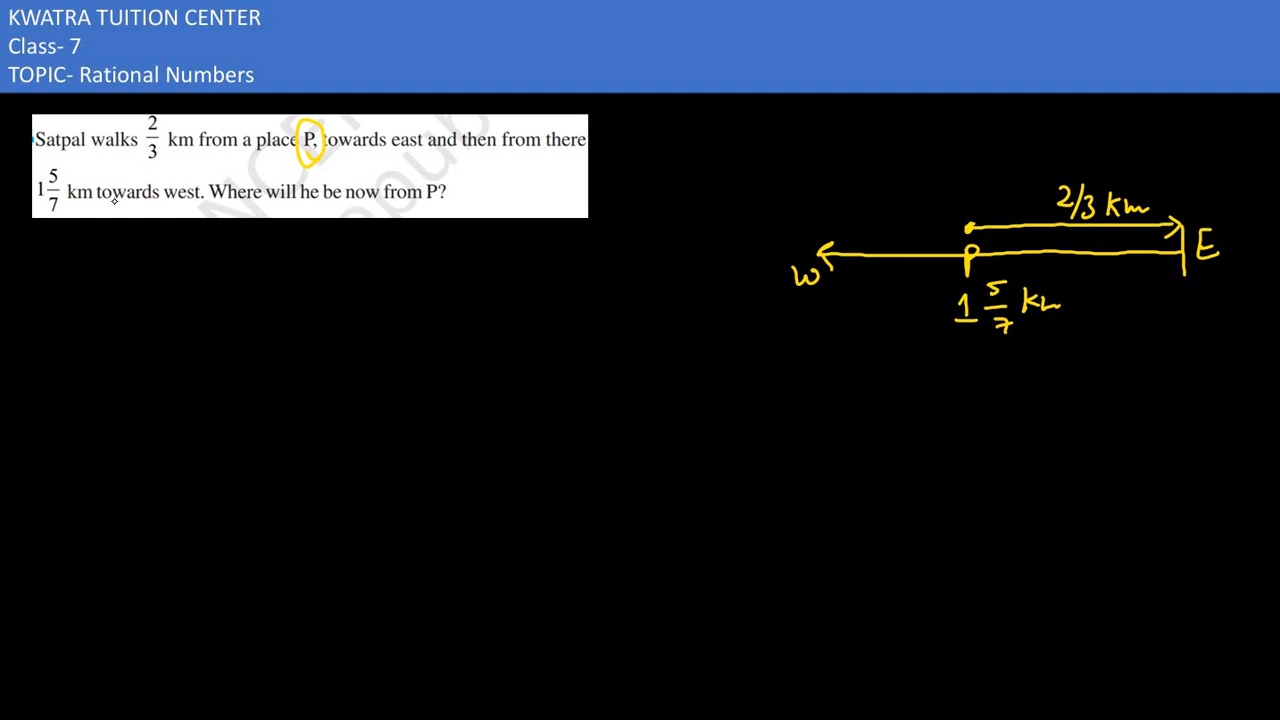 KWATRA TUITION CENTER
Class- 7
TOPIC- Rational Numbers
Satpal walks 2/3 km from a place P, towards east and then from there
1 5/7 km towards west. Where will he be now from P?
2/3 Km
W P E
1 5/7 Km